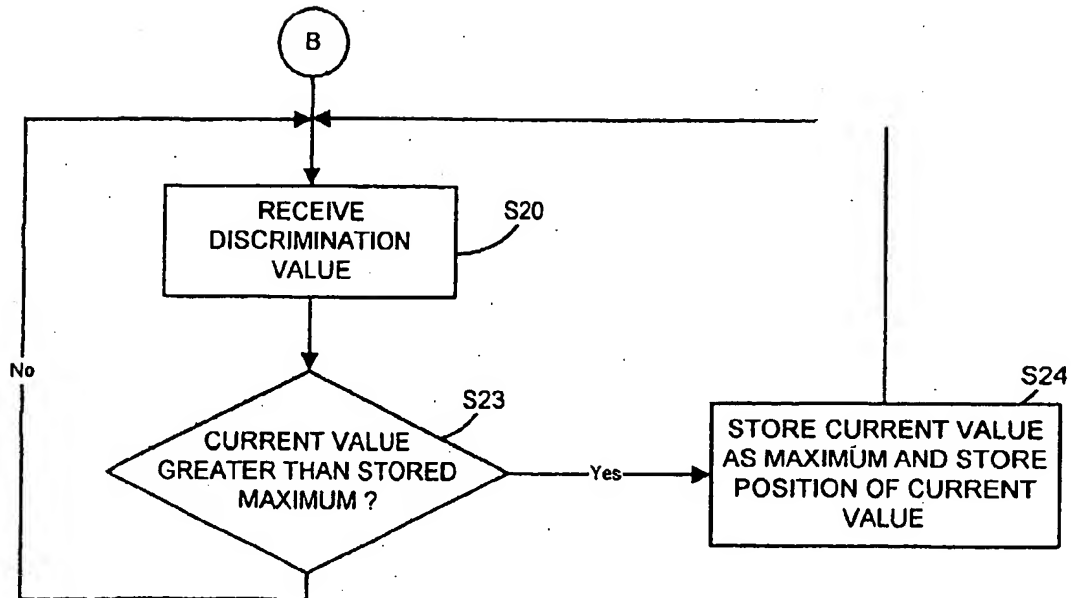 B
RECEIVE
DISCRIMINATION
VALUE
S20
No
S23
CURRENT VALUE
GREATER THAN STORED
MAXIMUM ?
Yes
S24
STORE CURRENT VALUE
AS MAXIMUM AND STORE
POSITION OF CURRENT
VALUE